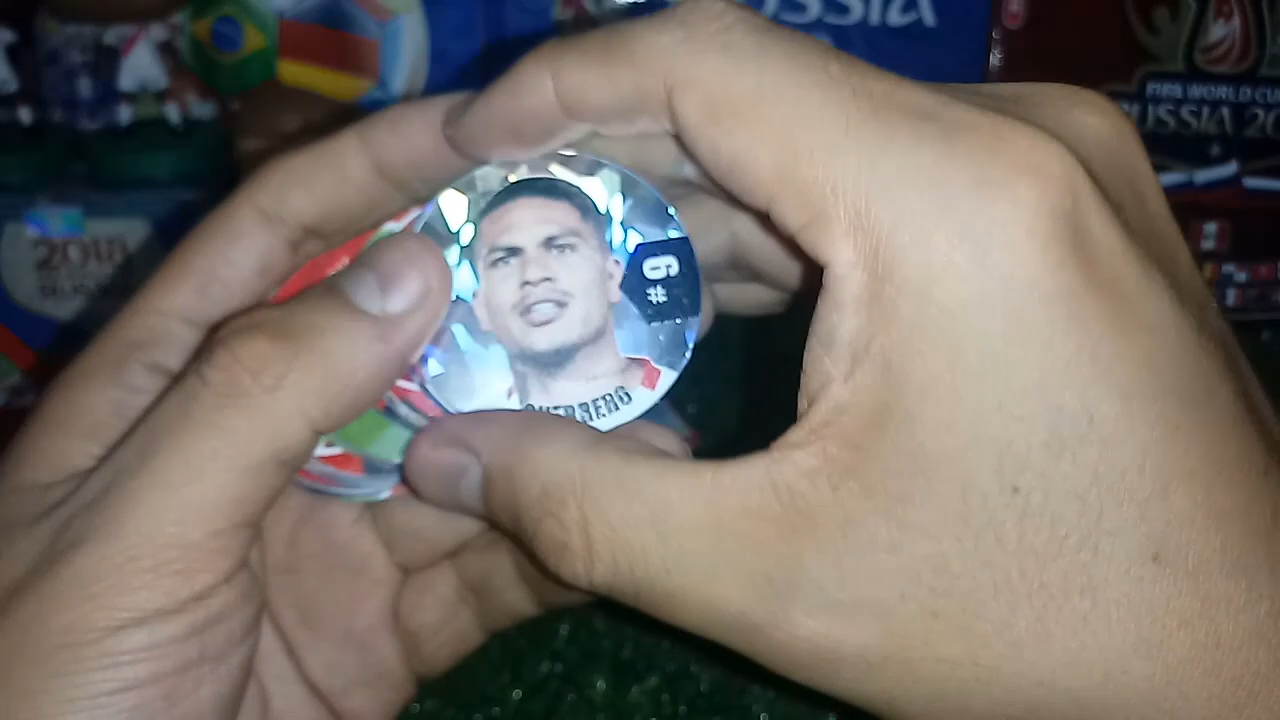 RUSSIA
FIFA WORLD CUP
RUSSIA 20
2018
#9
GUERRERO